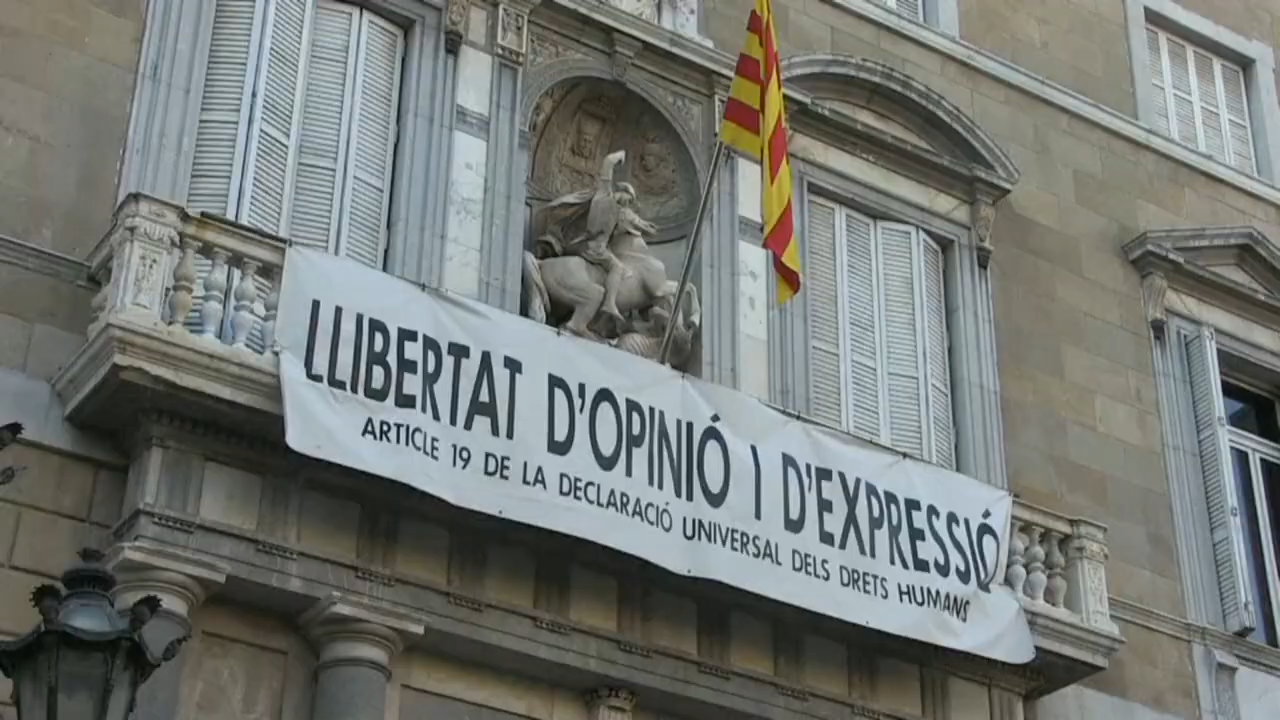 LLIBERTAT D'OPINIÓ I D'EXPRESSIÓ
ARTICLE 19 DE LA DECLARACIÓ UNIVERSAL DELS DRETS HUMANS